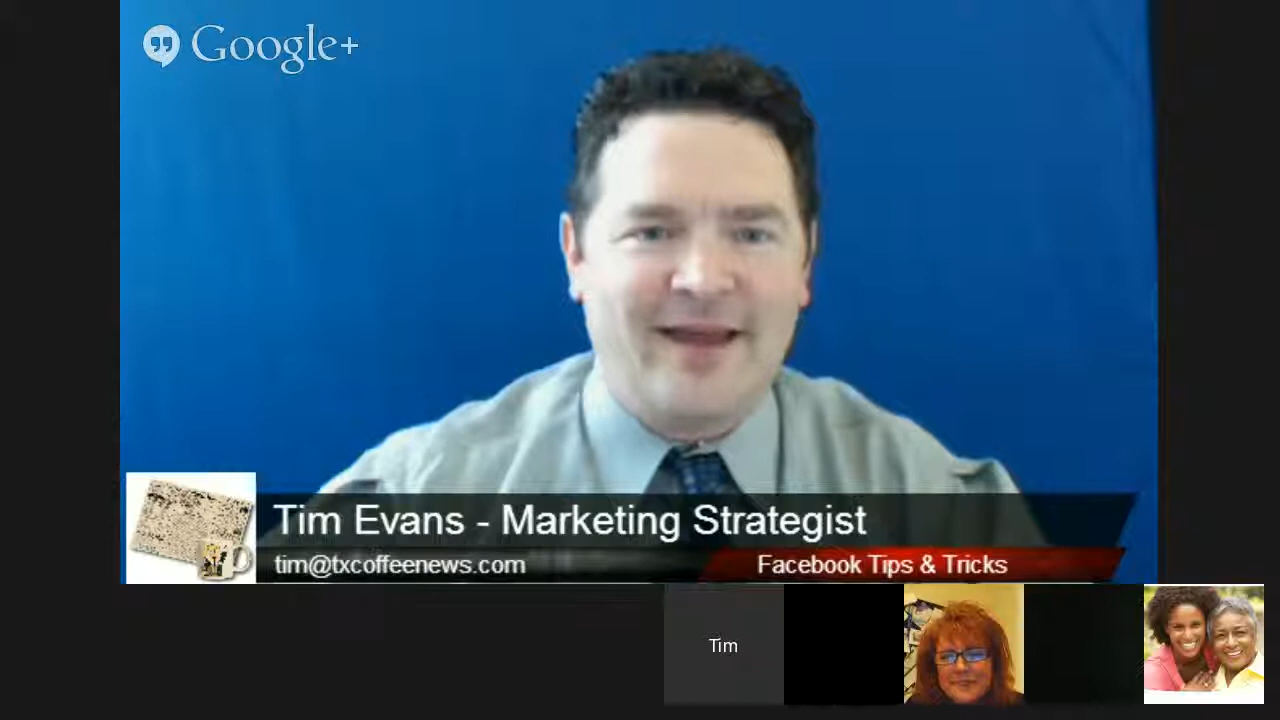 Google+
Tim Evans - Marketing Strategist
tim@txcoffeenews.com
Facebook Tips & Tricks
Tim